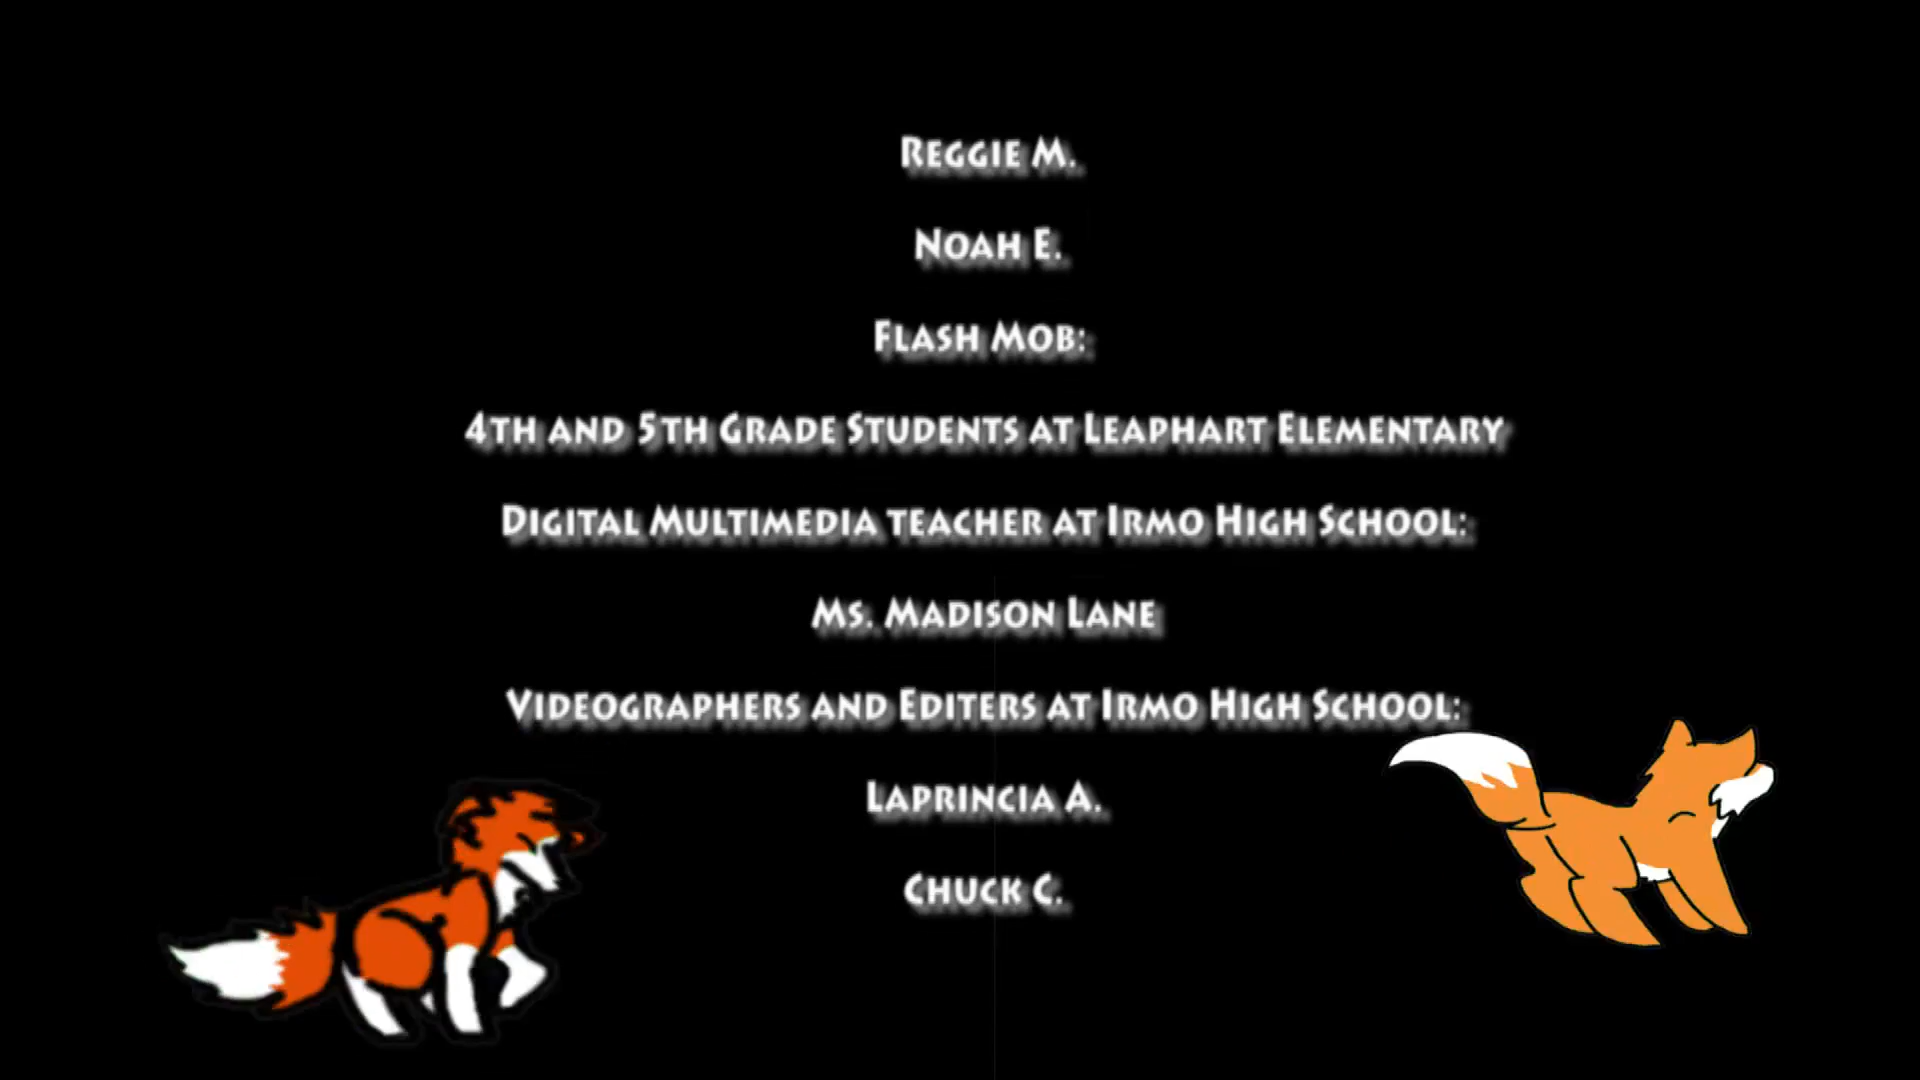 Reggie M.
Noah E.
Flash Mob:
4th and 5th Grade Students at Leaphart Elementary
Digital Multimedia teacher at Irmo High School:
Ms. Madison Lane
Videographers and Editers at Irmo High School:
Laprincia A.
Chuck C.